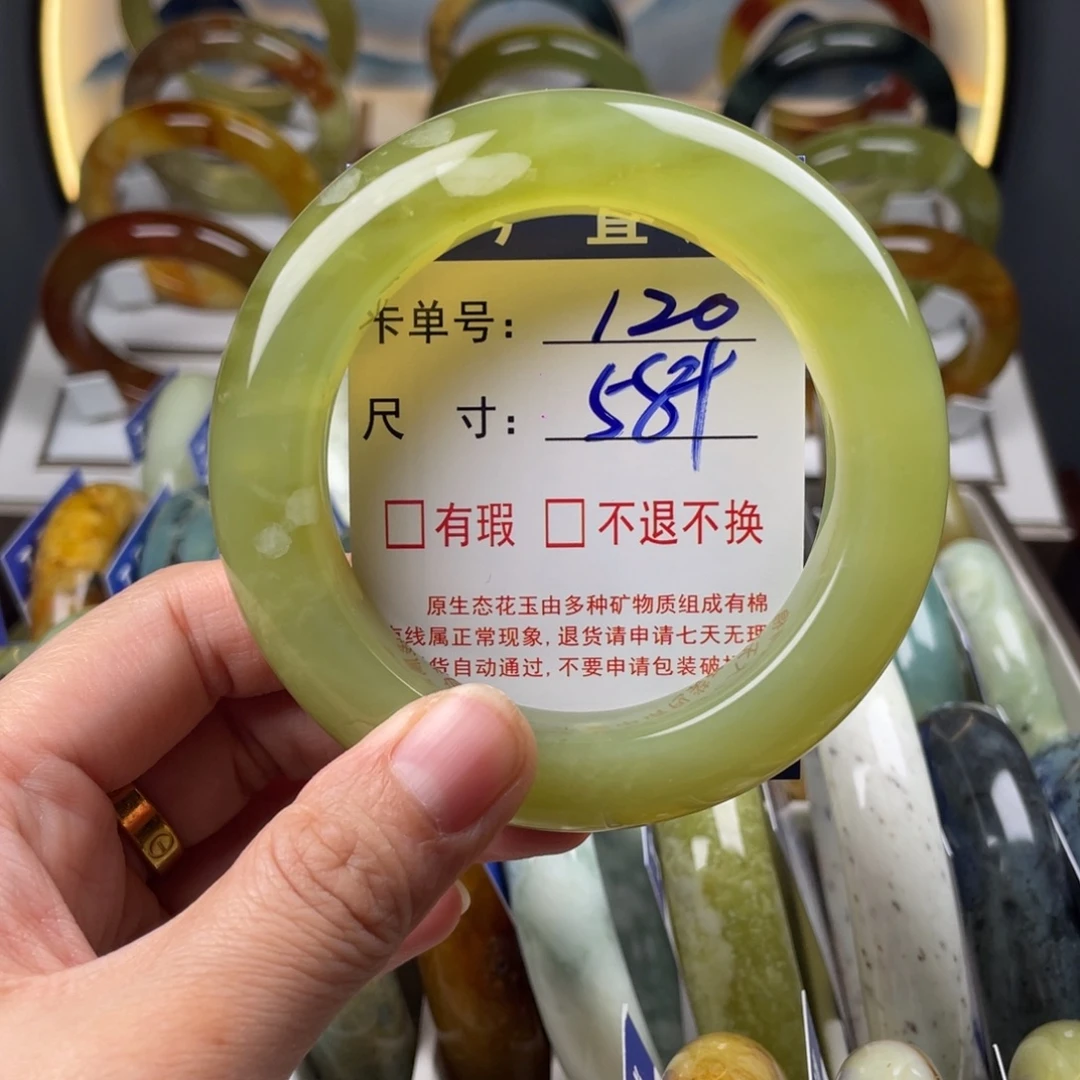 直
卡单号: 120
尺 寸: 58
□有瑕 □不退不换
原生态花玉由多种矿物质组成有棉
线属正常现象,退货请申请七天无理
货自动通过,不要申请包装破